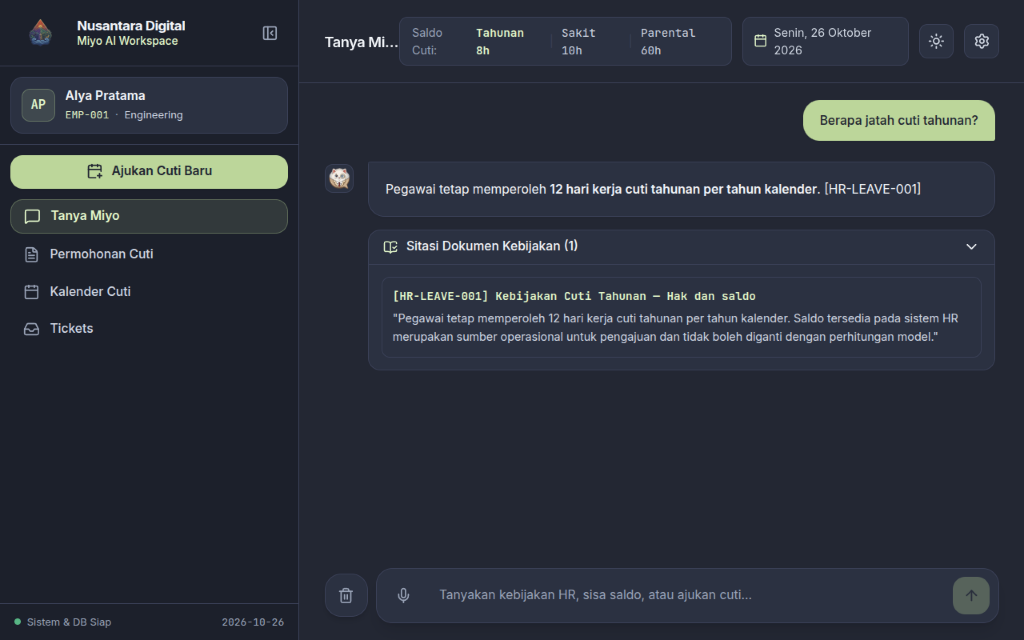 Nusantara Digital
Miyo AI Workspace
AP
Alya Pratama
EMP-001 · Engineering
Ajukan Cuti Baru
Tanya Miyo
Permohonan Cuti
Kalender Cuti
Tickets
Sistem & DB Siap
2026-10-26
Tanya Mi...
Saldo Cuti:
Tahunan 8h
Sakit 10h
Parental 60h
Senin, 26 Oktober 2026
Berapa jatah cuti tahunan?
Pegawai tetap memperoleh 12 hari kerja cuti tahunan per tahun kalender. [HR-LEAVE-001]
Sitasi Dokumen Kebijakan (1)
[HR-LEAVE-001] Kebijakan Cuti Tahunan — Hak dan saldo
"Pegawai tetap memperoleh 12 hari kerja cuti tahunan per tahun kalender. Saldo tersedia pada sistem HR
merupakan sumber operasional untuk pengajuan dan tidak boleh diganti dengan perhitungan model."
Tanyakan kebijakan HR, sisa saldo, atau ajukan cuti...